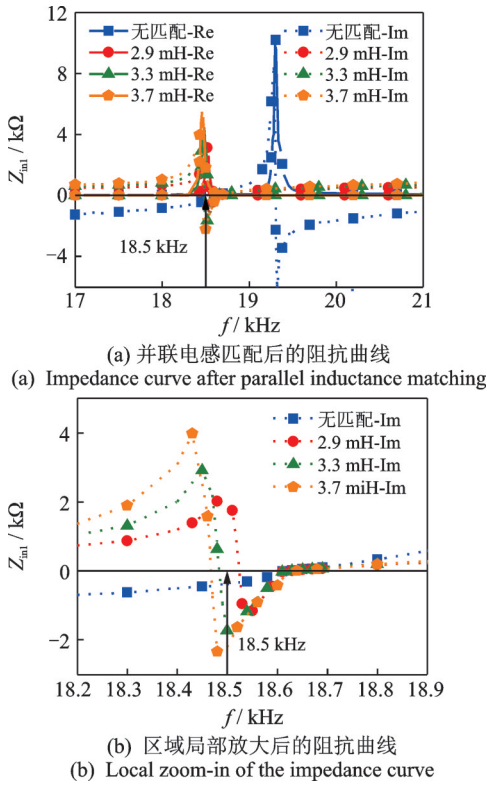 无匹配-Re 无匹配-Im
2.9 mH-Re 2.9 mH-Im
3.3 mH-Re 3.3 mH-Im
3.7 mH-Re 3.7 mH-Im
Zin1 / kΩ
12
8
4
0
−4
18.5 kHz
17 18 19 20 21
f / kHz
(a) 并联电感匹配后的阻抗曲线
(a) Impedance curve after parallel inductance matching
无匹配-Im
2.9 mH-Im
3.3 mH-Im
3.7 miH-Im
Zin1 / kΩ
4
2
0
−2
18.5 kHz
18.2 18.3 18.4 18.5 18.6 18.7 18.8 18.9
f / kHz
(b) 区域局部放大后的阻抗曲线
(b) Local zoom-in of the impedance curve